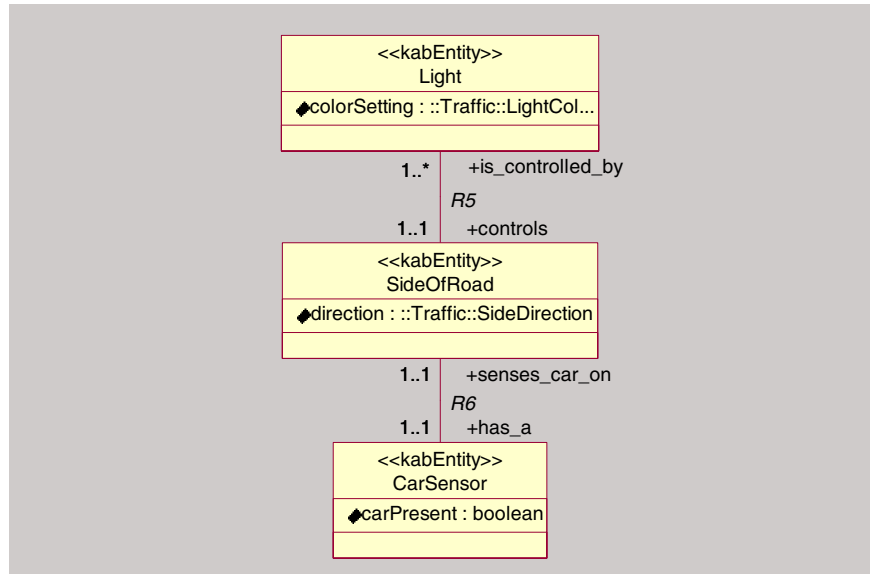 <<kabEntity>>
Light
colorSetting : ::Traffic::LightCol...
1..* +is_controlled_by
R5
1..1 +controls
<<kabEntity>>
SideOfRoad
direction : ::Traffic::SideDirection
1..1 +senses_car_on
R6
1..1 +has_a
<<kabEntity>>
CarSensor
carPresent : boolean